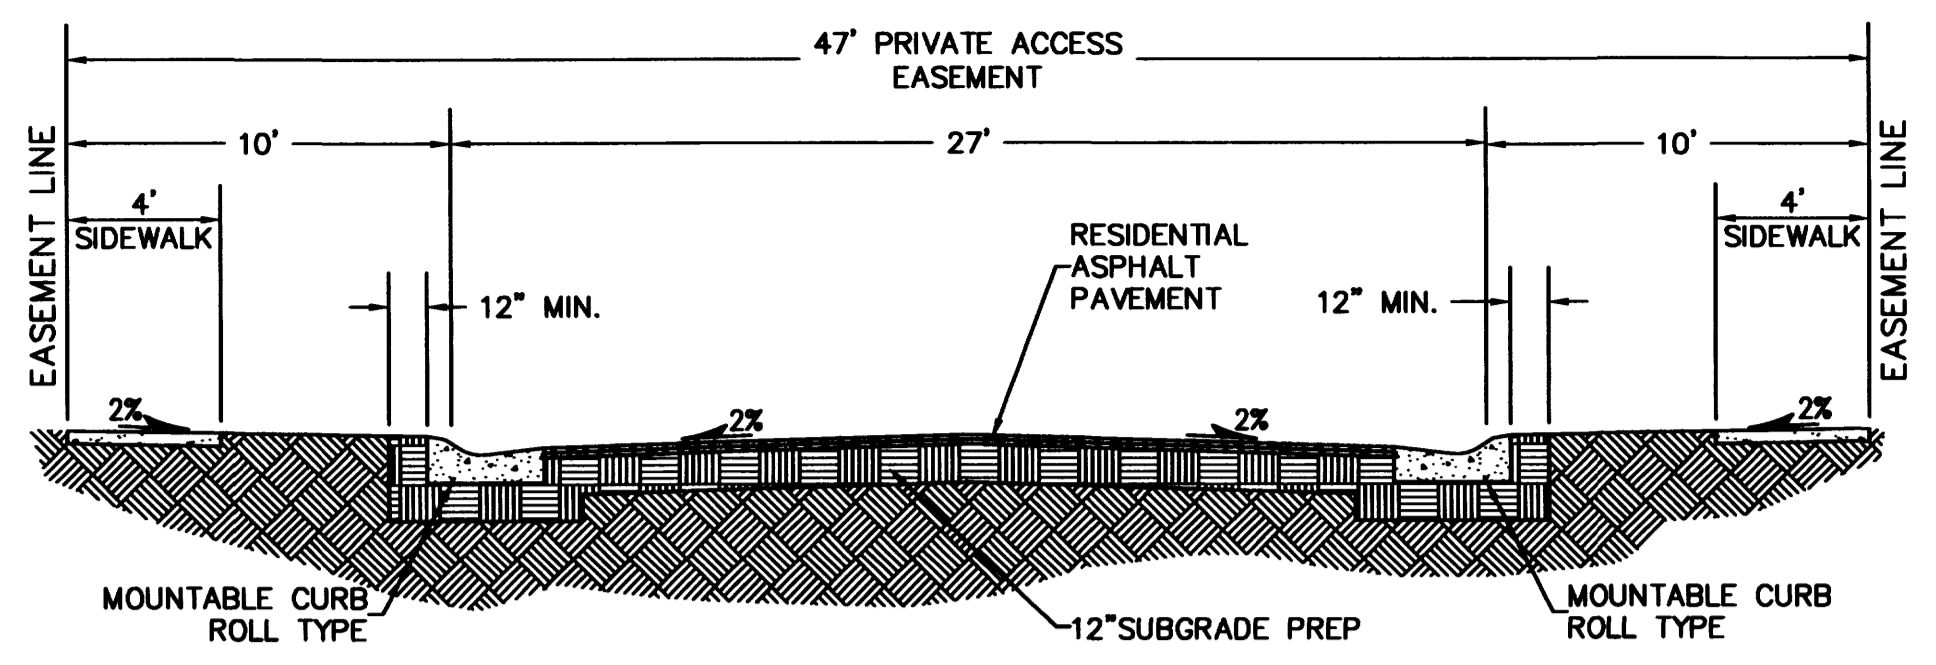 47' PRIVATE ACCESS
EASEMENT
10'
27'
10'
EASEMENT LINE
4'
SIDEWALK
12" MIN.
RESIDENTIAL
ASPHALT
PAVEMENT
12" MIN.
4'
SIDEWALK
EASEMENT LINE
2%
2%
2%
2%
MOUNTABLE CURB
ROLL TYPE
12"SUBGRADE PREP
MOUNTABLE CURB
ROLL TYPE